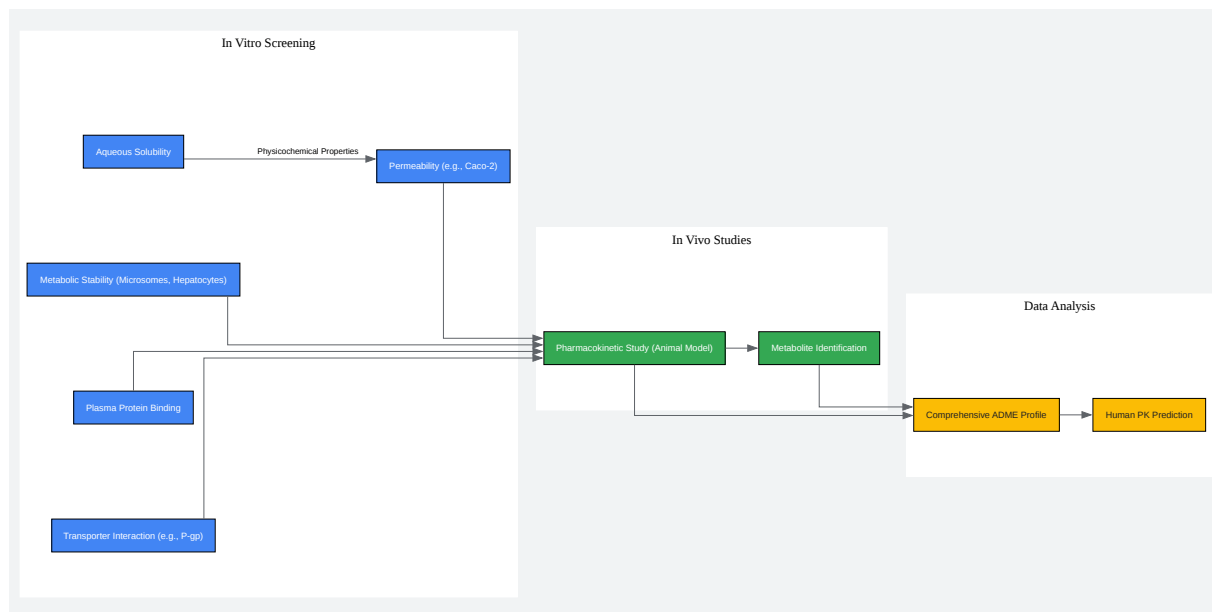 In Vitro Screening
Aqueous Solubility
Physicochemical Properties
Permeability (e.g., Caco-2)
Metabolic Stability (Microsomes, Hepatocytes)
Plasma Protein Binding
Transporter Interaction (e.g., P-gp)
In Vivo Studies
Pharmacokinetic Study (Animal Model)
Metabolite Identification
Data Analysis
Comprehensive ADME Profile
Human PK Prediction